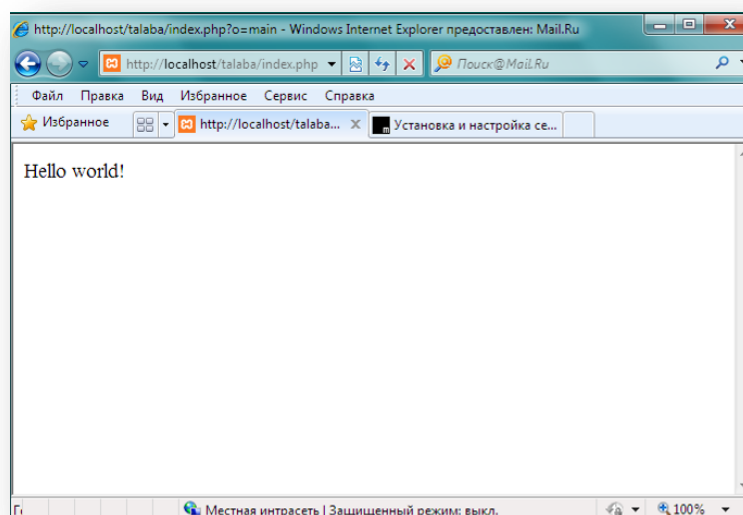 http://localhost/talaba/index.php?o=main - Windows Internet Explorer предоставлен: Mail.Ru
http://localhost/talaba/index.php Поиск@Mail.Ru
Файл Правка Вид Избранное Сервис Справка
Избранное http://localhost/talaba... Установка и настройка се...
Hello world!
Местная интрасеть | Защищенный режим: выкл. 100%